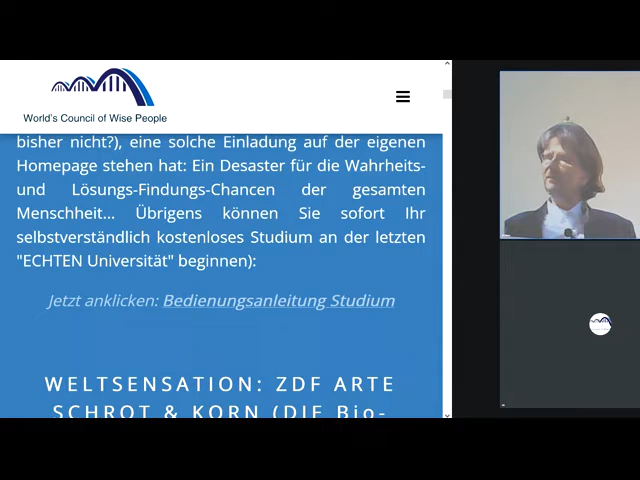 World's Council of Wise People
bisher nicht?), eine solche Einladung auf der eigenen
Homepage stehen hat: Ein Desaster für die Wahrheits-
und Lösungs-Findungs-Chancen der gesamten
Menschheit... Übrigens können Sie sofort Ihr
selbstverständlich kostenloses Studium an der letzten
"ECHTEN Universität" beginnen):
Jetzt anklicken: Bedienungsanleitung Studium
WELTSENSATION: ZDF ARTE
SCHROT & KORN (DIE Bio-